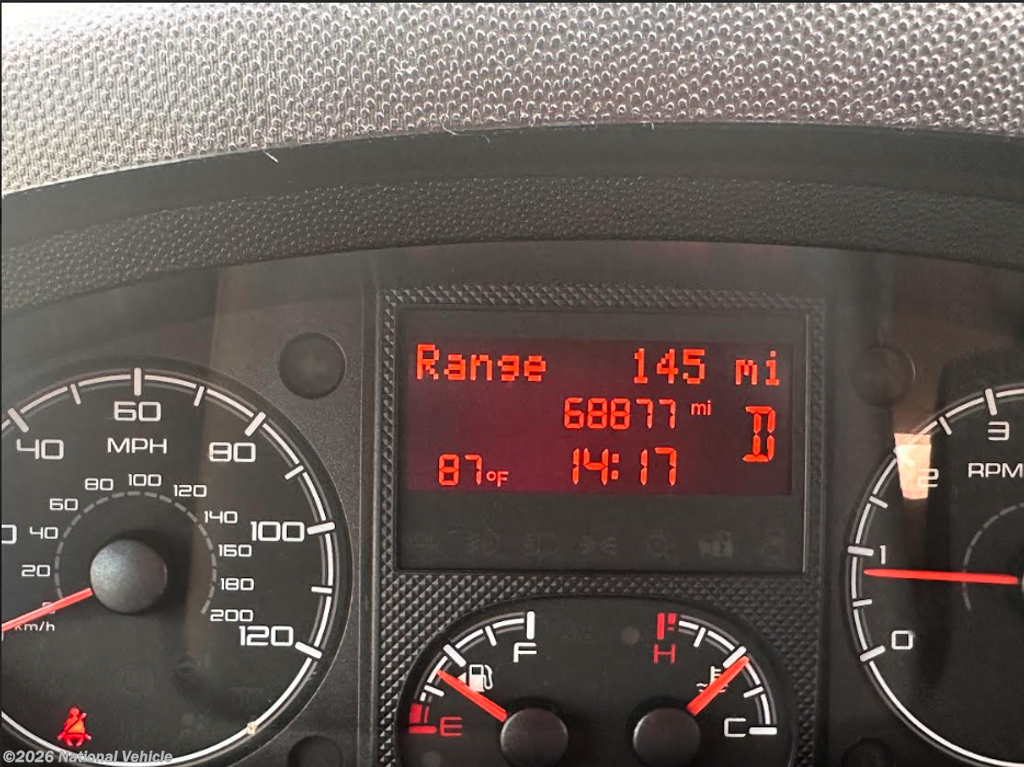 Range 145 mi
68877 mi
D
87°F 14:17
40 60 80 100 120
MPH
20 40 60 80 100 120 140 160 180 200
km/h
F
E
H
C
0 1 2 3
RPM
©2026 National Vehicle